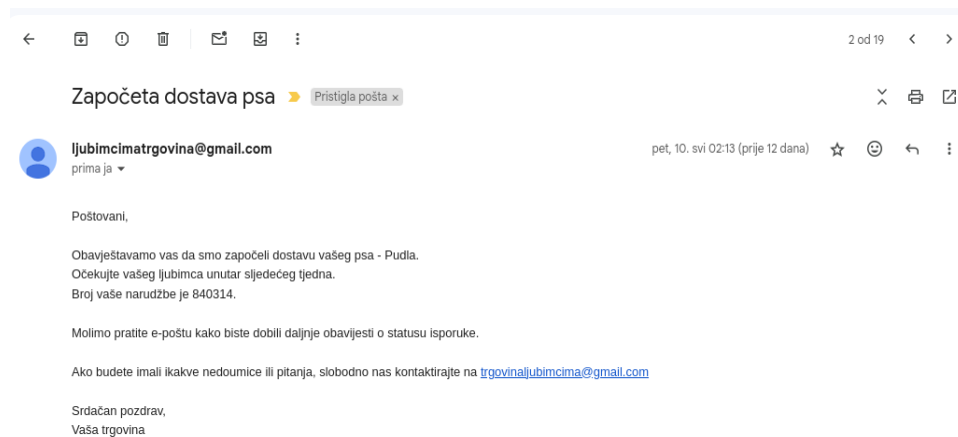 2 od 19
Započeta dostava psa Pristigla pošta ×
ljubimcimatrgovina@gmail.com pet, 10. svi 02:13 (prije 12 dana)
prima ja
Poštovani,
Obavještavamo vas da smo započeli dostavu vašeg psa - Pudla.
Očekujte vašeg ljubimca unutar sljedećeg tjedna.
Broj vaše narudžbe je 840314.
Molimo pratite e-poštu kako biste dobili daljnje obavijesti o statusu isporuke.
Ako budete imali ikakve nedoumice ili pitanja, slobodno nas kontaktirajte na trgovinaljubimcima@gmail.com
Srdačan pozdrav,
Vaša trgovina